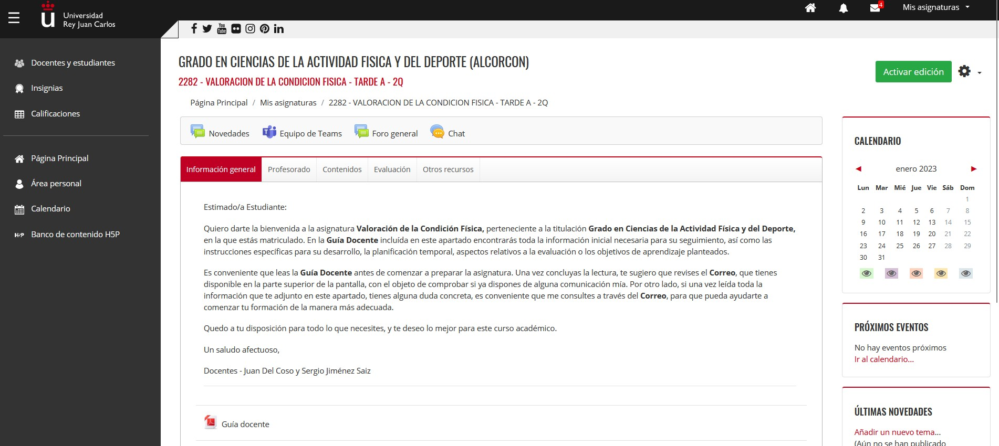 Universidad
Rey Juan Carlos
4
Mis asignaturas
Docentes y estudiantes
Insignias
Calificaciones
Página Principal
Área personal
Calendario
H5P
Banco de contenido H5P
You
Tube
GRADO EN CIENCIAS DE LA ACTIVIDAD FISICA Y DEL DEPORTE (ALCORCON)
2282 - VALORACION DE LA CONDICION FISICA - TARDE A - 2Q
Activar edición
Página Principal / Mis asignaturas / 2282 - VALORACION DE LA CONDICION FISICA - TARDE A - 2Q
Novedades Equipo de Teams Foro general Chat
Información general Profesorado Contenidos Evaluación Otros recursos
Estimado/a Estudiante:
Quiero darte la bienvenida a la asignatura Valoración de la Condición Física, perteneciente a la titulación Grado en Ciencias de la Actividad Física y del Deporte,
en la que estás matriculado. En la Guía Docente incluída en este apartado encontrarás toda la información inicial necesaria para su seguimiento, así como las
instrucciones específicas para su desarrollo, la planificación temporal, aspectos relativos a la evaluación o los objetivos de aprendizaje planteados.
Es conveniente que leas la Guía Docente antes de comenzar a preparar la asignatura. Una vez concluyas la lectura, te sugiero que revises el Correo, que tienes
disponible en la parte superior de la pantalla, con el objeto de comprobar si ya dispones de alguna comunicación mía. Por otro lado, si una vez leída toda la
información que te adjunto en este apartado, tienes alguna duda concreta, es conveniente que me consultes a través del Correo, para que pueda ayudarte a
comenzar tu formación de la manera más adecuada.
Quedo a tu disposición para todo lo que necesites, y te deseo lo mejor para este curso académico.
Un saludo afectuoso,
Docentes - Juan Del Coso y Sergio Jiménez Saiz
Guía docente
CALENDARIO
enero 2023
Lun Mar Mié Jue Vie Sáb Dom
1
2 3 4 5 6 7 8
9 10 11 12 13 14 15
16 17 18 19 20 21 22
23 24 25 26 27 28 29
30 31
PRÓXIMOS EVENTOS
No hay eventos próximos
Ir al calendario...
ÚLTIMAS NOVEDADES
Añadir un nuevo tema...
(Aún no se han publicado